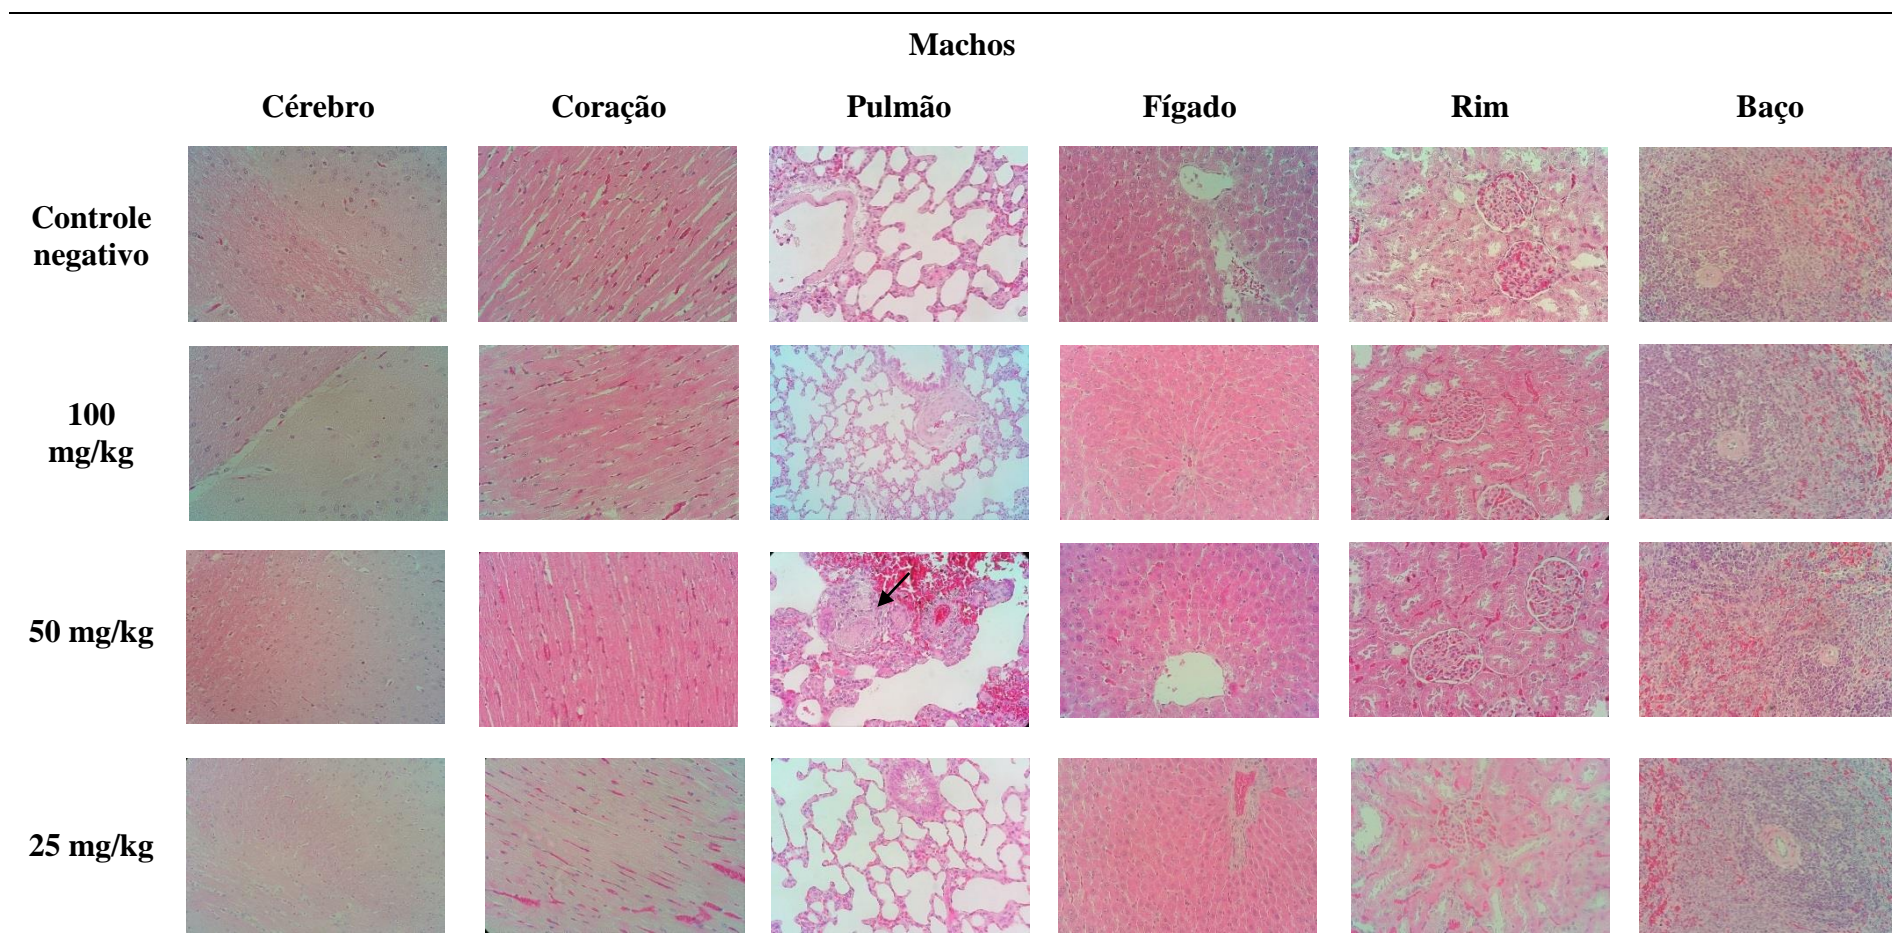 Machos
Cérebro Coração Pulmão Fígado Rim Baço
Controle
negativo
100
mg/kg
50 mg/kg
25 mg/kg